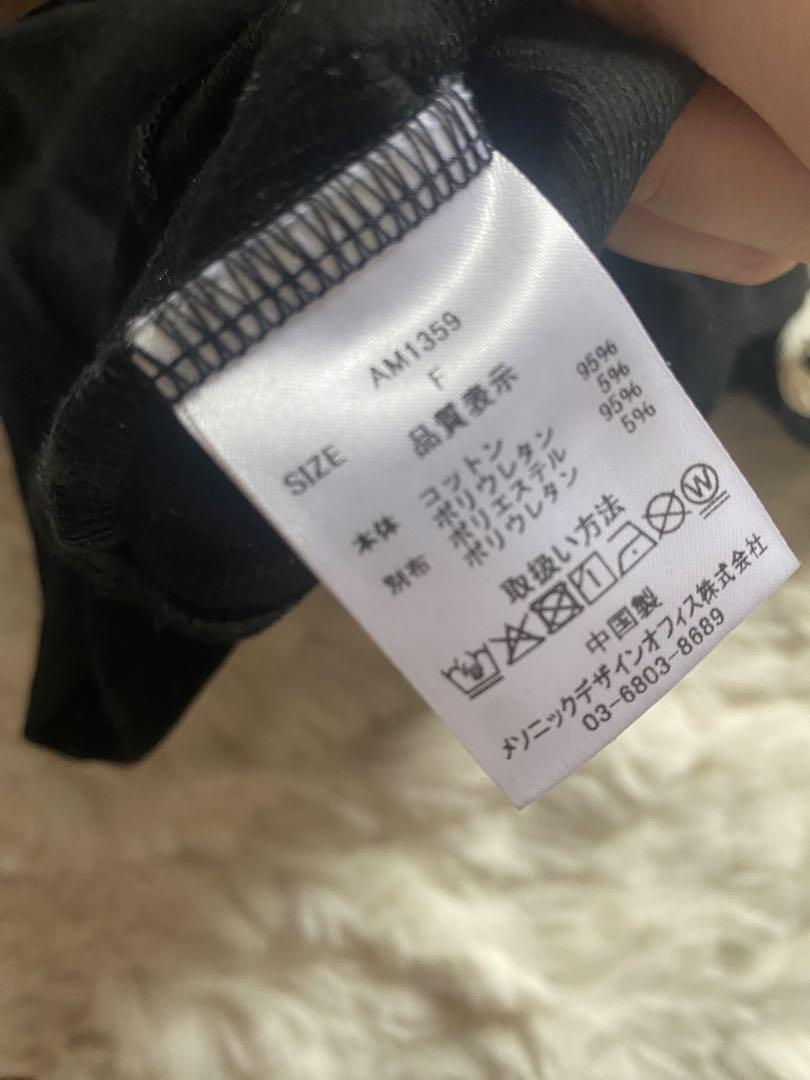 AM1359
SIZE F
品質表示
本体 コットン 95%
ポリウレタン 5%
別布 ポリエステル 95%
ポリウレタン 5%
取扱い方法
中国製
メソニックデザインオフィス株式会社
03-6803-8689